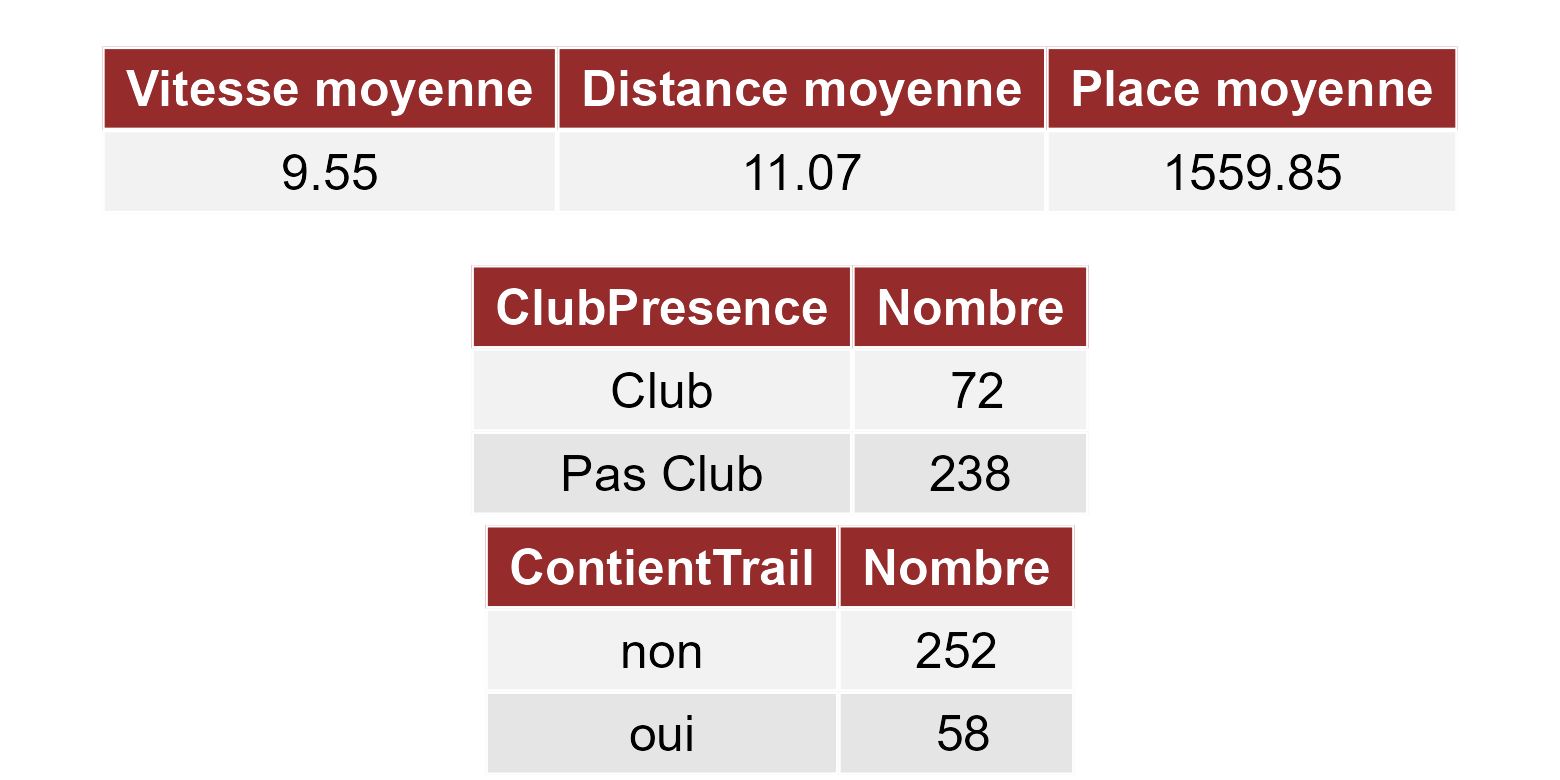 Vitesse moyenne Distance moyenne Place moyenne
9.55 11.07 1559.85
ClubPresence Nombre
Club 72
Pas Club 238
ContientTrail Nombre
non 252
oui 58